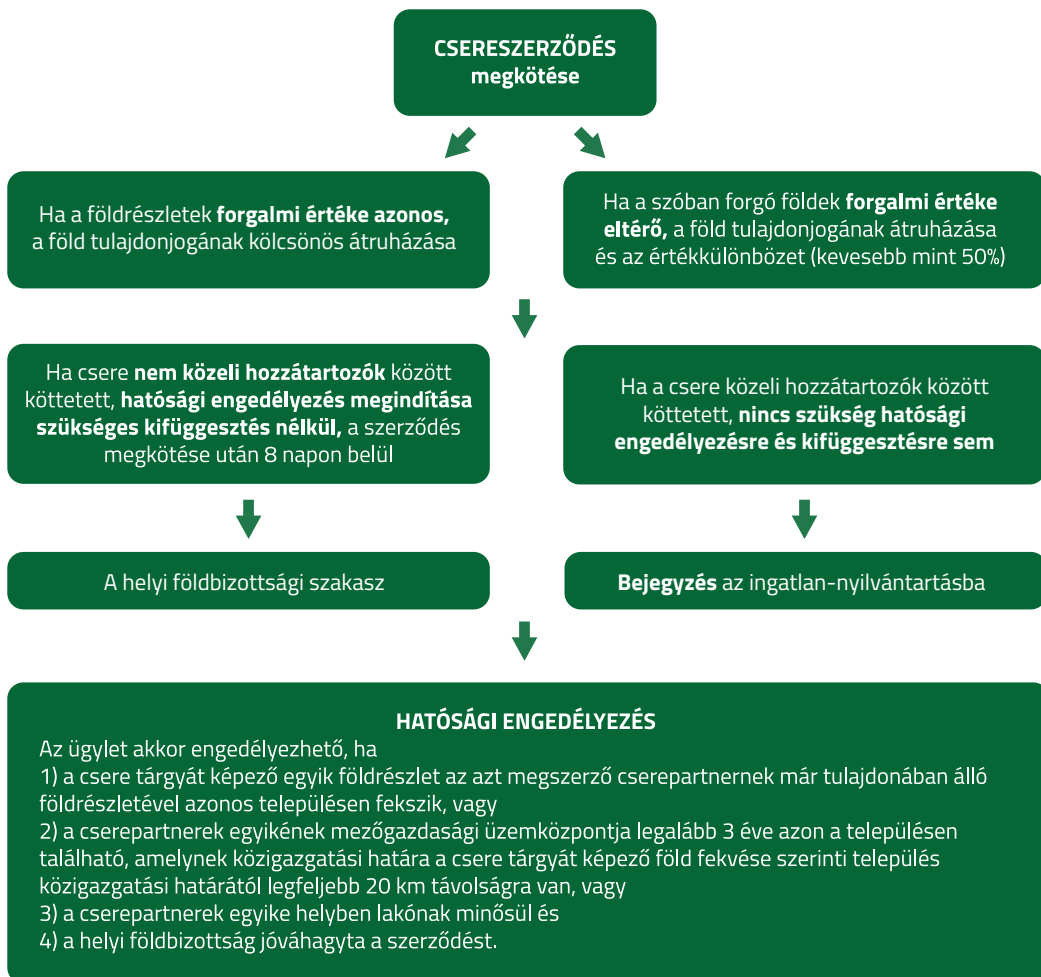 CSERESZERZŐDÉS
megkötése
Ha a földrészletek forgalmi értéke azonos,
a föld tulajdonjogának kölcsönös átruházása
Ha a szóban forgó földek forgalmi értéke
eltérő, a föld tulajdonjogának átruházása
és az értékkülönbözet (kevesebb mint 50%)
Ha csere nem közeli hozzátartozók között
köttetett, hatósági engedélyezés megindítása
szükséges kifüggesztés nélkül, a szerződés
megkötése után 8 napon belül
Ha a csere közeli hozzátartozók között
köttetett, nincs szükség hatósági
engedélyezésre és kifüggesztésre sem
A helyi földbizottsági szakasz
Bejegyzés az ingatlan-nyilvántartásba
HATÓSÁGI ENGEDÉLYEZÉS
Az ügylet akkor engedélyezhető, ha
1) a csere tárgyát képező egyik földrészlet az azt megszerző cserepartnernek már tulajdonában álló
földrészletével azonos településen fekszik, vagy
2) a cserepartnerek egyikének mezőgazdasági üzemközpontja legalább 3 éve azon a településen
található, amelynek közigazgatási határa a csere tárgyát képező föld fekvése szerinti település
közigazgatási határától legfeljebb 20 km távolságra van, vagy
3) a cserepartnerek egyike helyben lakónak minősül és
4) a helyi földbizottság jóváhagyta a szerződést.